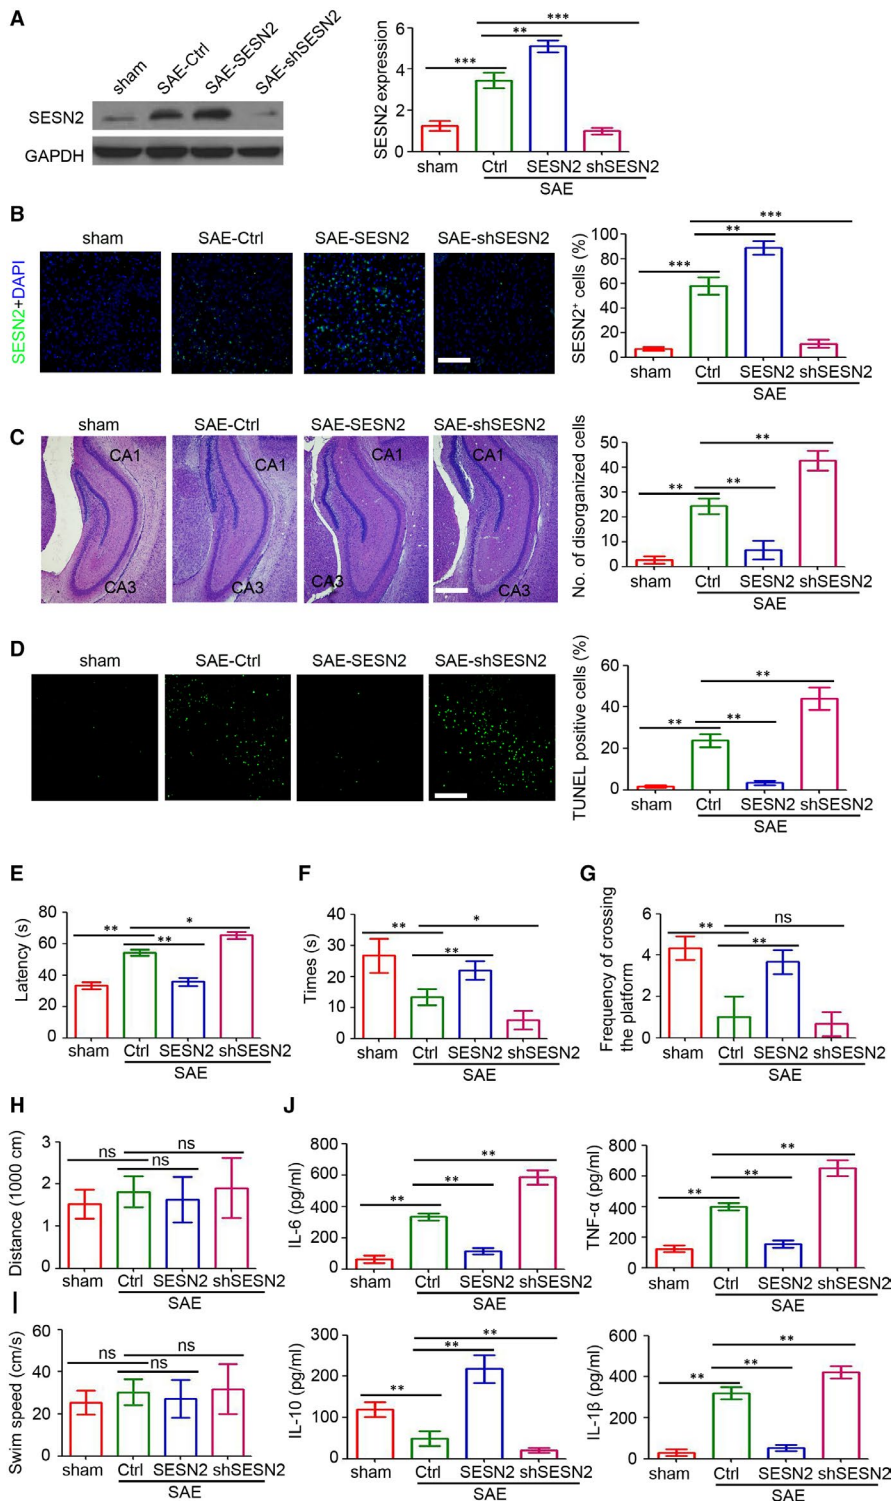 A
sham
SAE-Ctrl
SAE-SESN2
SAE-shSESN2
SESN2
GAPDH
SESN2 expression
6
4
2
0
***
**
***
sham
Ctrl
SESN2
shSESN2
SAE
B
sham
SAE-Ctrl
SAE-SESN2
SAE-shSESN2
SESN2+DAPI
SESN2⁺ cells (%)
100
80
60
40
20
0
***
**
***
sham
Ctrl
SESN2
shSESN2
SAE
C
sham
SAE-Ctrl
SAE-SESN2
SAE-shSESN2
CA1
CA3
CA1
CA3
CA1
CA3
CA1
CA3
No. of disorganized cells
50
40
30
20
10
0
**
**
**
sham
Ctrl
SESN2
shSESN2
SAE
D
sham
SAE-Ctrl
SAE-SESN2
SAE-shSESN2
TUNEL positive cells (%)
60
40
20
0
**
**
**
sham
Ctrl
SESN2
shSESN2
SAE
E
Latency (s)
80
60
40
20
00
**
*
**
sham
Ctrl
SESN2
shSESN2
SAE
F
Times (s)
40
30
20
10
0
**
*
**
sham
Ctrl
SESN2
shSESN2
SAE
G
Frequency of crossing
the platform
6
4
2
0
**
ns
**
sham
Ctrl
SESN2
shSESN2
SAE
H
Distance (1000 cm)
3
2
1
0
ns
ns
ns
sham
Ctrl
SESN2
shSESN2
SAE
I
Swim speed (cm/s)
60
40
20
00
ns
ns
ns
sham
Ctrl
SESN2
shSESN2
SAE
J
IL-6 (pg/ml)
800
600
400
200
0
**
**
**
sham
Ctrl
SESN2
shSESN2
SAE
TNF-α (pg/ml)
800
600
400
200
0
**
**
**
sham
Ctrl
SESN2
shSESN2
SAE
IL-10 (pg/ml)
300
200
100
0
**
**
**
sham
Ctrl
SESN2
shSESN2
SAE
IL-1β (pg/ml)
600
400
200
0
**
**
**
sham
Ctrl
SESN2
shSESN2
SAE